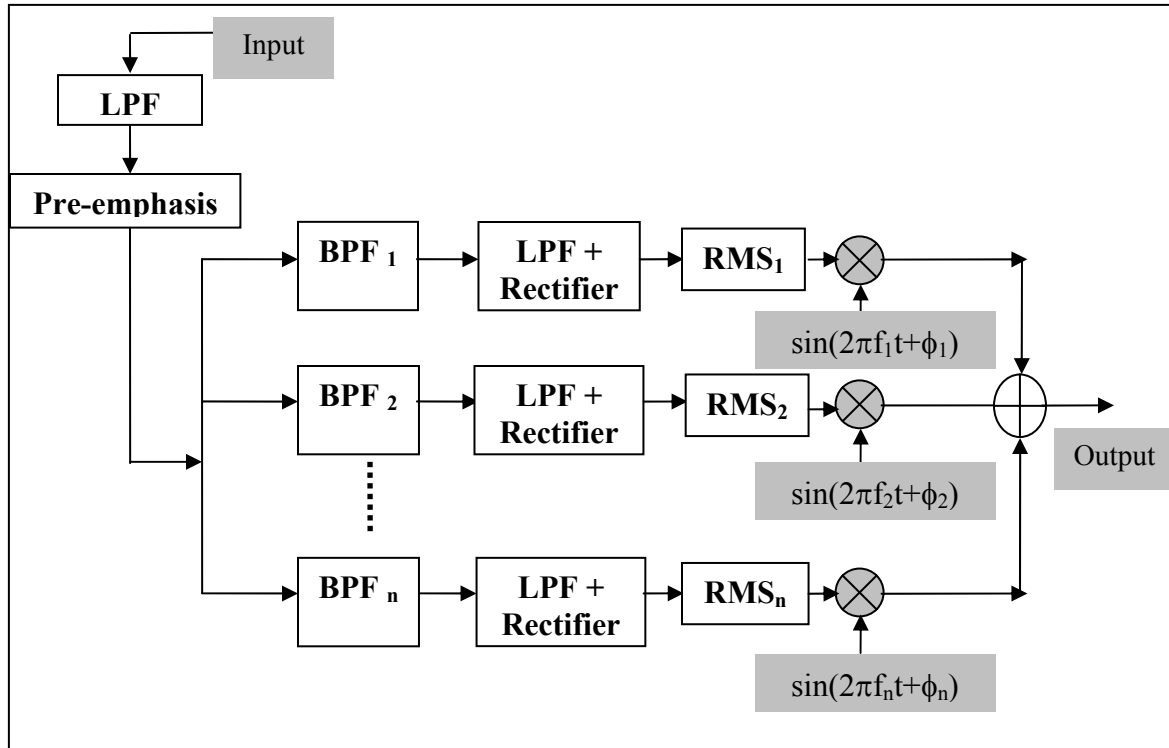 Input
LPF
Pre-emphasis
BPF 1
LPF +
Rectifier
RMS1
sin(2πf1t+ϕ1)
BPF 2
LPF +
Rectifier
RMS2
sin(2πf2t+ϕ2)
Output
BPF n
LPF +
Rectifier
RMSn
sin(2πfnt+ϕn)